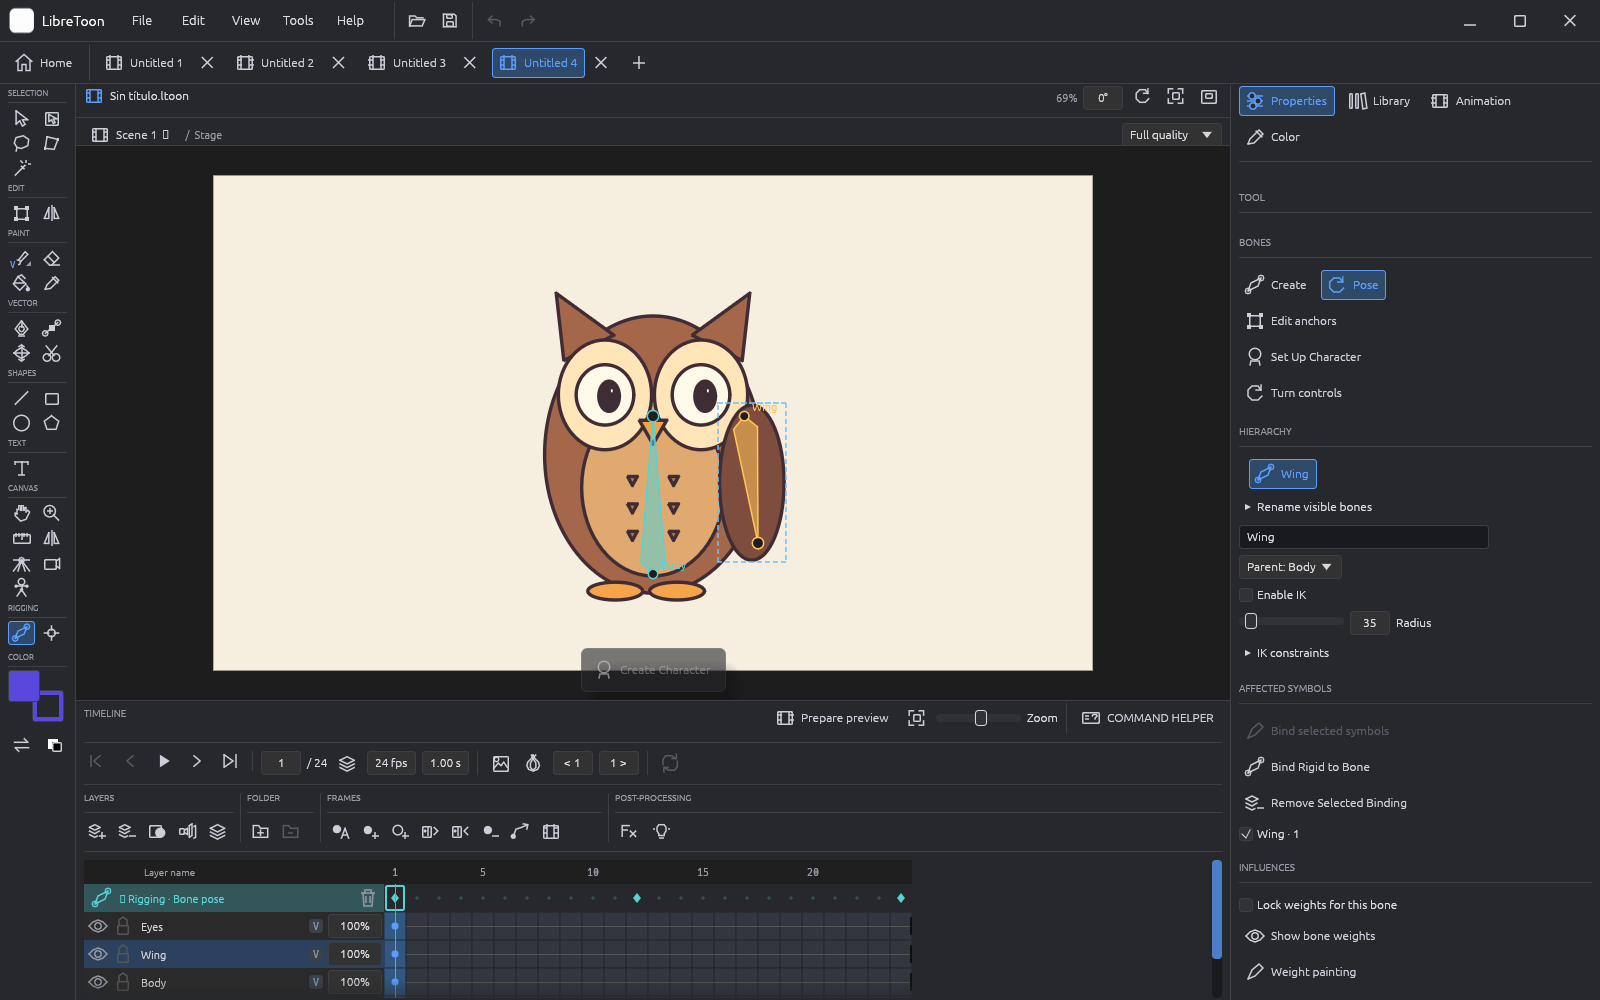 LibreToon File Edit View Tools Help
Home Untitled 1 Untitled 2 Untitled 3 Untitled 4
SELECTION
EDIT
PAINT
V
VECTOR
SHAPES
TEXT
T
CANVAS
RIGGING
COLOR
Sin título.ltoon 69% 0°
Scene 1 / Stage Full quality
Wing
Body
Create Character
TIMELINE Prepare preview Zoom COMMAND HELPER
1 / 24 24 fps 1.00 s < 1 1 >
LAYERS FOLDER FRAMES POST-PROCESSING
A Fx
Layer name 1 5 10 15 20
Rigging · Bone pose
Eyes V 100%
Wing V 100%
Body V 100%
Properties Library Animation
Color
TOOL
BONES
Create Pose
Edit anchors
Set Up Character
Turn controls
HIERARCHY
Wing
Rename visible bones
Wing
Parent: Body
Enable IK
35 Radius
IK constraints
AFFECTED SYMBOLS
Bind selected symbols
Bind Rigid to Bone
Remove Selected Binding
Wing · 1
INFLUENCES
Lock weights for this bone
Show bone weights
Weight painting